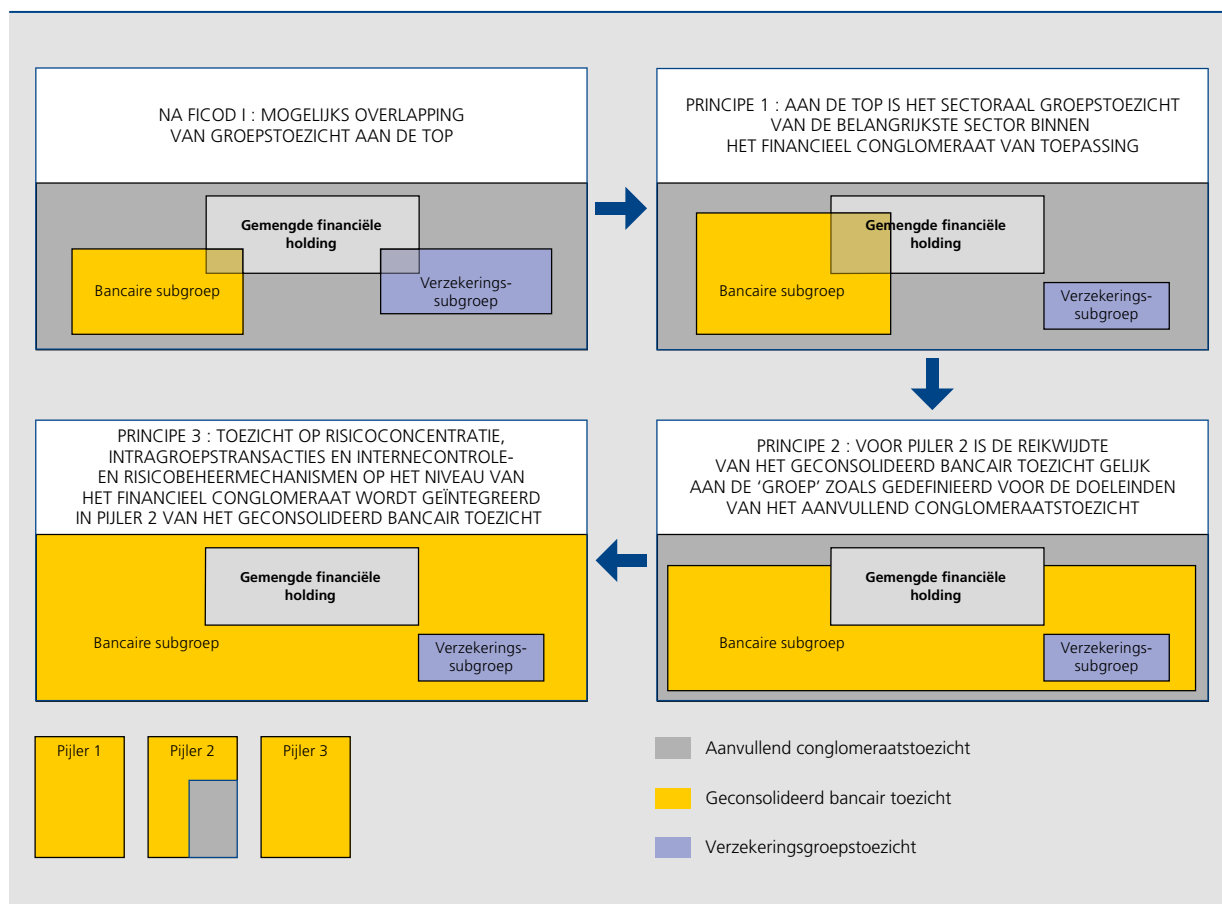 NA FICOD I : MOGELIJKS OVERLAPPING
VAN GROEPSTOEZICHT AAN DE TOP
Gemengde financiële
holding
Bancaire subgroep
Verzekerings-
subgroep
PRINCIPE 1 : AAN DE TOP IS HET SECTORAAL GROEPSTOEZICHT
VAN DE BELANGRIJKSTE SECTOR BINNEN
HET FINANCIEEL CONGLOMERAAT VAN TOEPASSING
Gemengde financiële
holding
Bancaire subgroep
Verzekerings-
subgroep
PRINCIPE 2 : VOOR PIJLER 2 IS DE REIKWIJDTE
VAN HET GECONSOLIDEERD BANCAIR TOEZICHT GELIJK
AAN DE ‘GROEP’ ZOALS GEDEFINIEERD VOOR DE DOELEINDEN
VAN HET AANVULLEND CONGLOMERAATSTOEZICHT
Gemengde financiële
holding
Bancaire subgroep
Verzekerings-
subgroep
PRINCIPE 3 : TOEZICHT OP RISICOCONCENTRATIE,
INTRAGROEPSTRANSACTIES EN INTERNECONTROLE-
EN RISICOBEHEERMECHANISMEN OP HET NIVEAU VAN
HET FINANCIEEL CONGLOMERAAT WORDT GEÏNTEGREERD
IN PIJLER 2 VAN HET GECONSOLIDEERD BANCAIR TOEZICHT
Gemengde financiële
holding
Bancaire subgroep
Verzekerings-
subgroep
Pijler 1
Pijler 2
Pijler 3
Aanvullend conglomeraatstoezicht
Geconsolideerd bancair toezicht
Verzekeringsgroepstoezicht